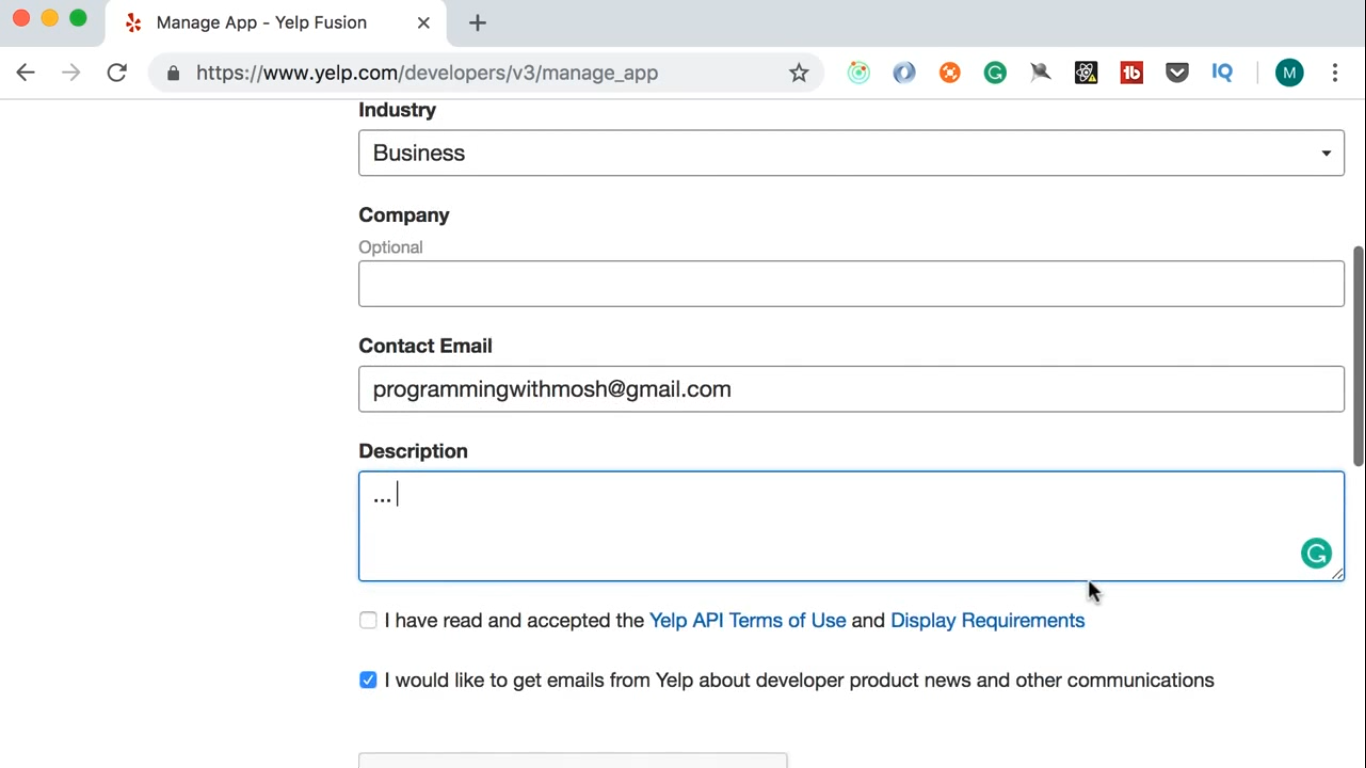 Manage App - Yelp Fusion
https://www.yelp.com/developers/v3/manage_app
IQ
M
Industry
Business
Company
Optional
Contact Email
programmingwithmosh@gmail.com
Description
...
I have read and accepted the Yelp API Terms of Use and Display Requirements
I would like to get emails from Yelp about developer product news and other communications